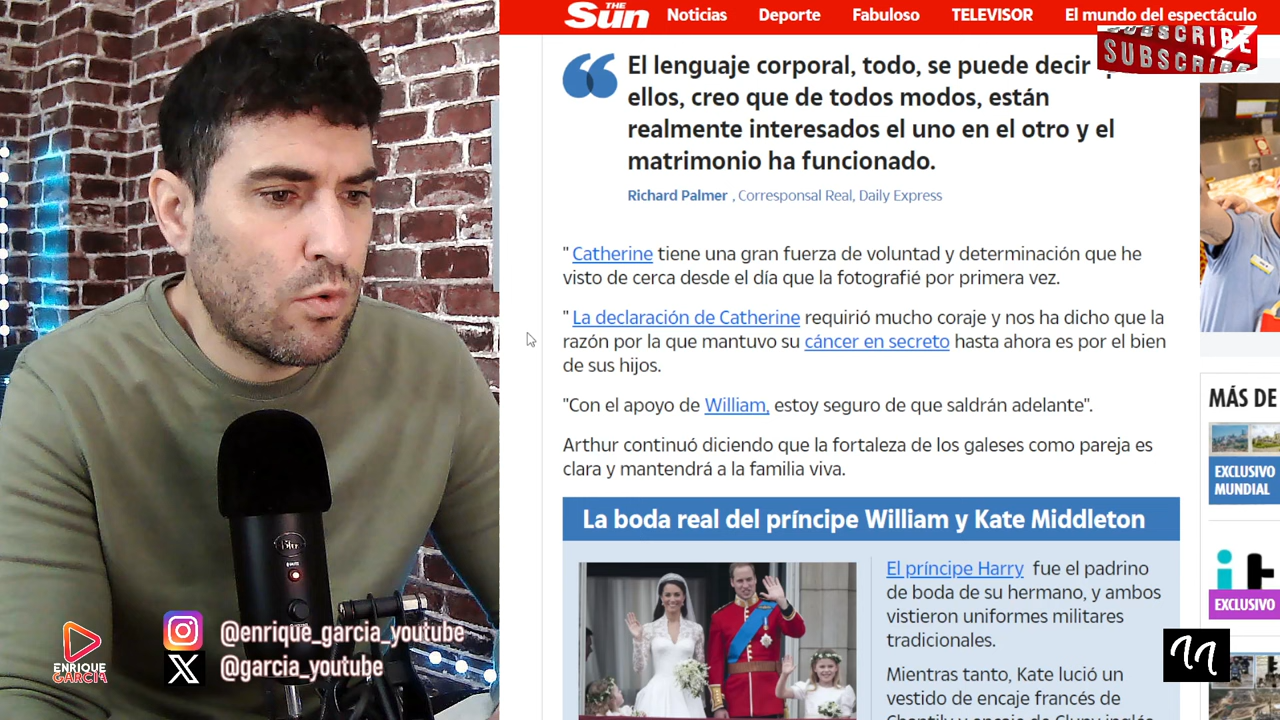 THE Sun
Noticias Deporte Fabuloso TELEVISOR El mundo del espectáculo
SUBSCRIBE
SUBSCRIBE
El lenguaje corporal, todo, se puede decir
ellos, creo que de todos modos, están
realmente interesados el uno en el otro y el
matrimonio ha funcionado.
Richard Palmer , Corresponsal Real, Daily Express
" Catherine tiene una gran fuerza de voluntad y determinación que he
visto de cerca desde el día que la fotografié por primera vez.
" La declaración de Catherine requirió mucho coraje y nos ha dicho que la
razón por la que mantuvo su cáncer en secreto hasta ahora es por el bien
de sus hijos.
"Con el apoyo de William, estoy seguro de que saldrán adelante".
Arthur continuó diciendo que la fortaleza de los galeses como pareja es
clara y mantendrá a la familia viva.
La boda real del príncipe William y Kate Middleton
El príncipe Harry fue el padrino
de boda de su hermano, y ambos
vistieron uniformes militares
tradicionales.
Mientras tanto, Kate lució un
vestido de encaje francés de
MÁS DE
EXCLUSIVO
MUNDIAL
EXCLUSIVO
Blue
ENRIQUE
GARCIA
@enrique_garcia_youtube
@garcia_youtube